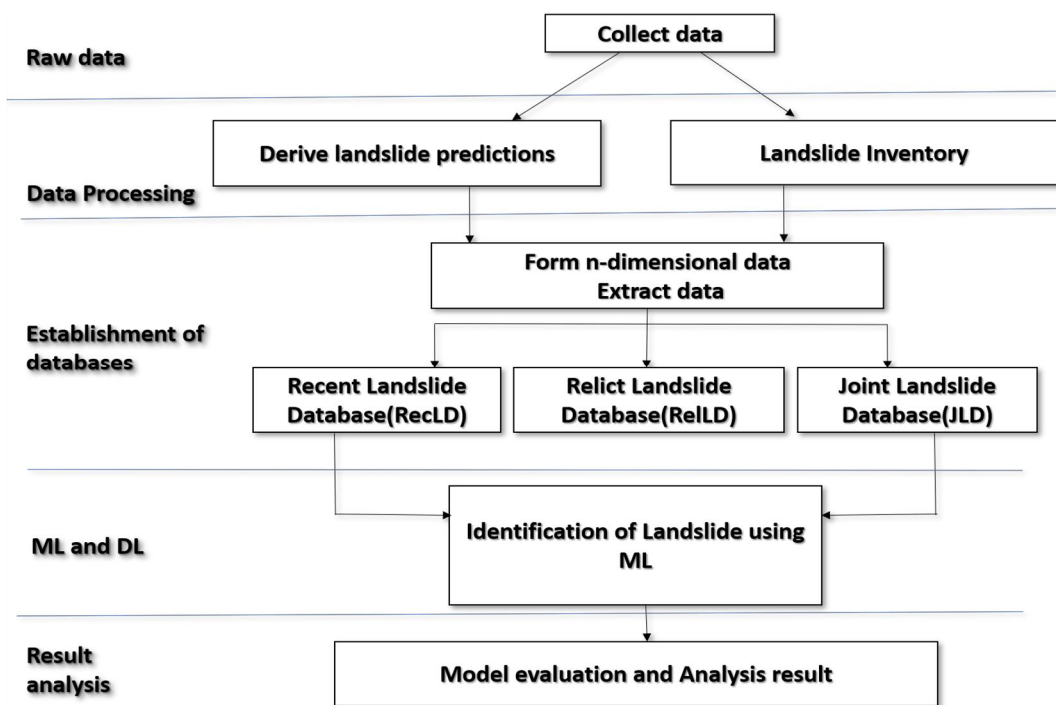 Collect data
Raw data
Derive landslide predictions
Landslide Inventory
Data Processing
Form n-dimensional data
Extract data
Establishment of
databases
Recent Landslide
Database(RecLD)
Relict Landslide
Database(RelLD)
Joint Landslide
Database(JLD)
ML and DL
Identification of Landslide using
ML
Result
analysis
Model evaluation and Analysis result